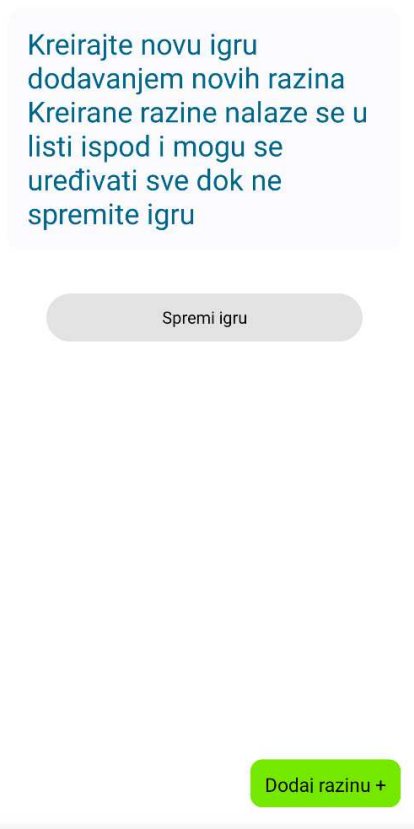 Kreirajte novu igru
dodavanjem novih razina
Kreirane razine nalaze se u
listi ispod i mogu se
uređivati sve dok ne
spremite igru
Spremi igru
Dodaj razinu +